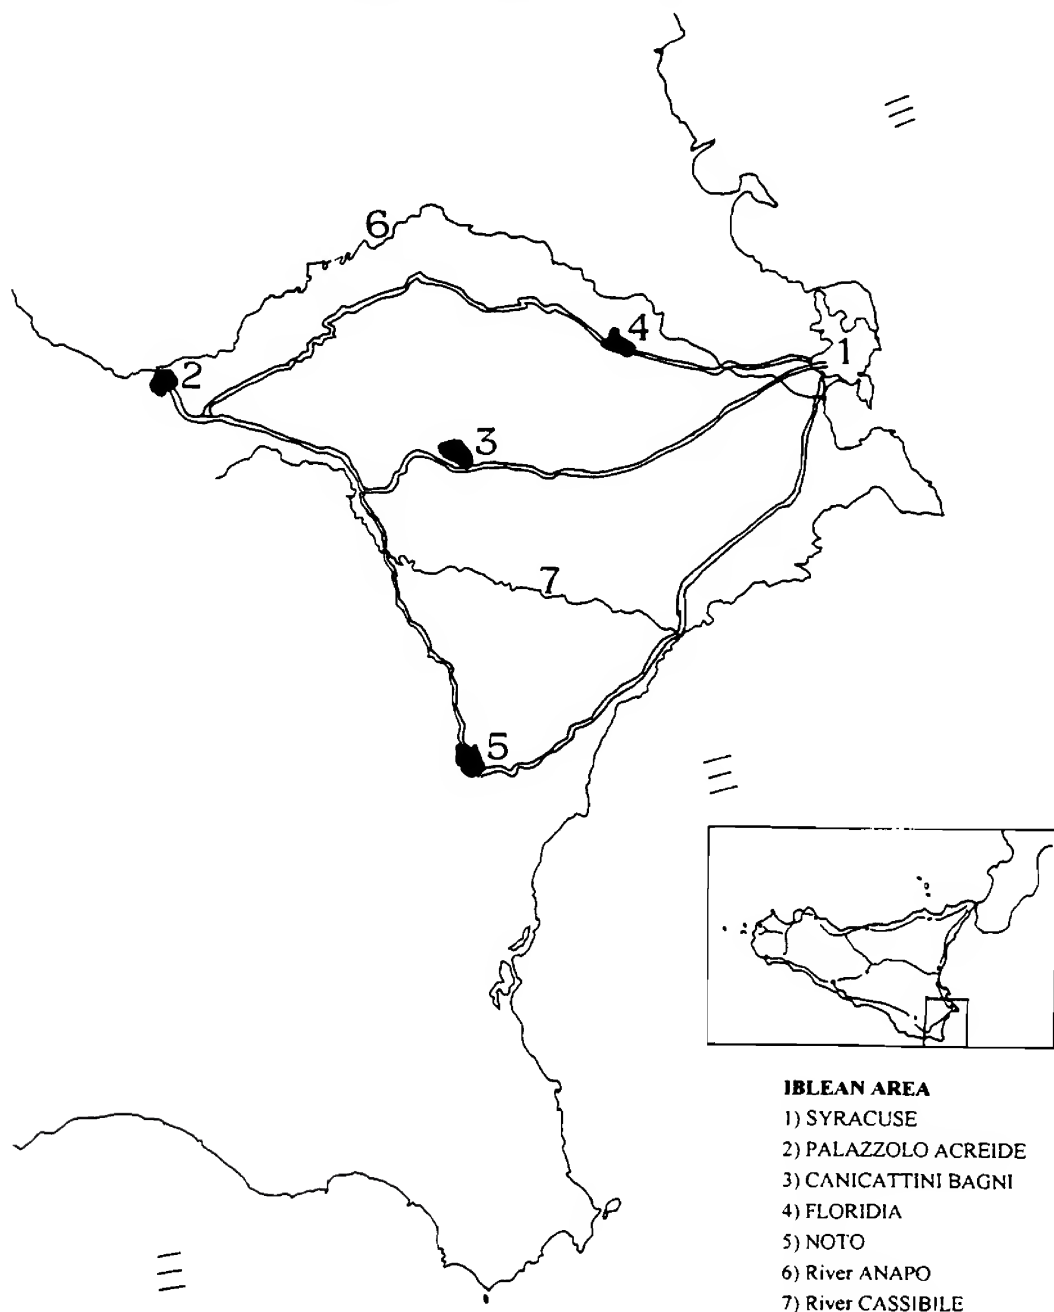 6
4
1
2
3
7
5
IBLEAN AREA
1) SYRACUSE
2) PALAZZOLO ACREIDE
3) CANICATTINI BAGNI
4) FLORIDIA
5) NOTO
6) River ANAPO
7) River CASSIBILE